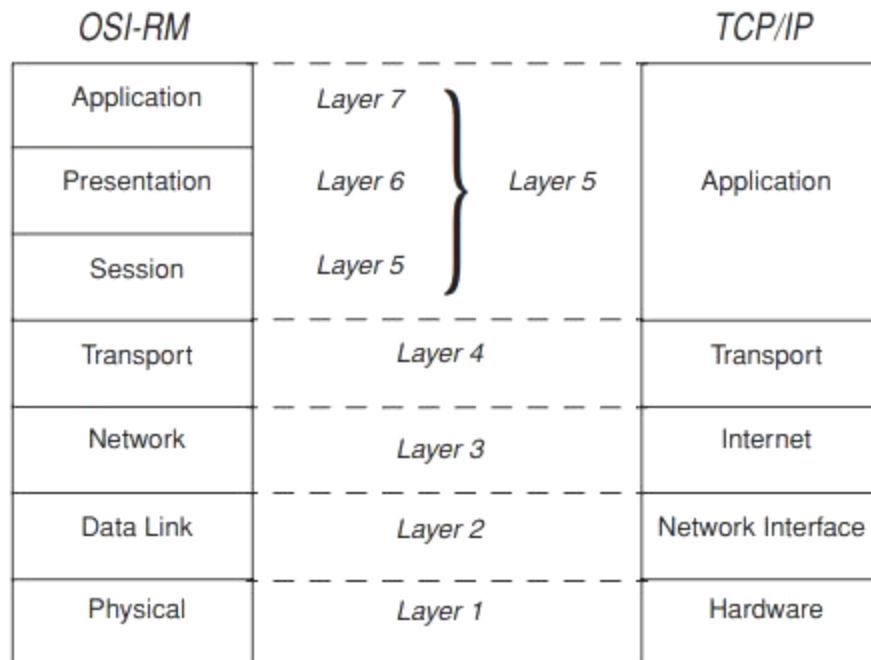 OSI-RM TCP/IP
Application Layer 7
Presentation Layer 6 Layer 5 Application
Session Layer 5
Transport Layer 4 Transport
Network Layer 3 Internet
Data Link Layer 2 Network Interface
Physical Layer 1 Hardware